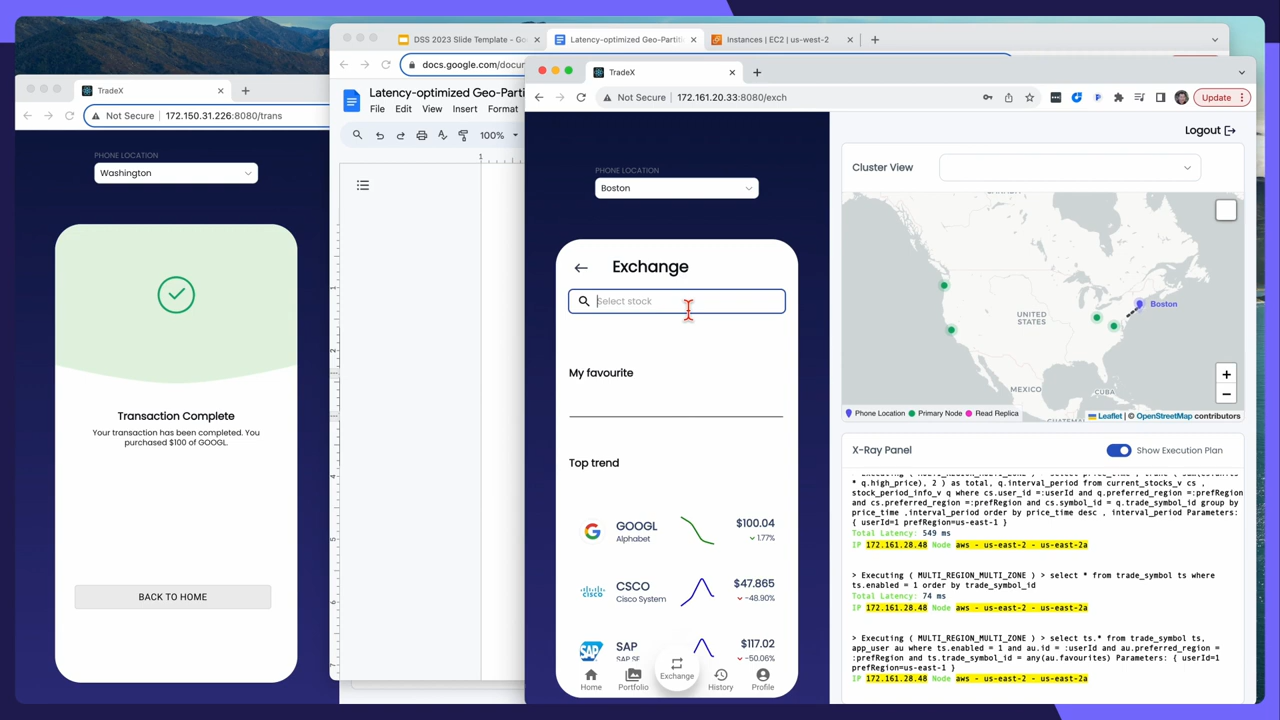 TradeX
Not Secure 172.150.31.226:8080/trans
PHONE LOCATION
Washington
Transaction Complete
Your transaction has been completed. You
purchased $100 of GOOGL.
BACK TO HOME
DSS 2023 Slide Template - Go
Latency-optimized Geo-Partiti
Instances | EC2 | us-west-2
docs.google.com/docu
Latency-optimized Geo-Parti
File Edit View Insert Format
100%
1
1
2
3
4
5
6
7
TradeX
Not Secure 172.161.20.33:8080/exch
Update
PHONE LOCATION
Boston
Exchange
Select stock
My favourite
Top trend
GOOGL
Alphabet
$100.04
1.77%
CSCO
Cisco System
$47.865
-48.90%
SAP
SAP SE
$117.02
-50.06%
Home
Portfolio
Exchange
History
Profile
Logout
Cluster View
Boston
UNITED
STATES
MEXICO
CUBA
+
−
Phone Location Primary Node Read Replica
Leaflet | © OpenStreetMap contributors
X-Ray Panel
Show Execution Plan
* q.high_price), 2 ) as total, q.interval_period from current_stocks_v cs ,
stock_period_info_v q where cs.user_id =:userId and q.preferred_region =:prefRegion
and cs.preferred_region =:prefRegion and cs.symbol_id = q.trade_symbol_id group by
price_time ,interval_period order by price_time desc , interval_period Parameters:
{ userId=1 prefRegion=us-east-1 }
Total Latency: 549 ms
IP 172.161.28.48 Node aws - us-east-2 - us-east-2a
> Executing ( MULTI_REGION_MULTI_ZONE ) > select * from trade_symbol ts where
ts.enabled = 1 order by trade_symbol_id
Total Latency: 74 ms
IP 172.161.28.48 Node aws - us-east-2 - us-east-2a
> Executing ( MULTI_REGION_MULTI_ZONE ) > select ts.* from trade_symbol ts,
app_user au where ts.enabled = 1 and au.id = :userId and au.preferred_region =
:prefRegion and ts.trade_symbol_id = any(au.favourites) Parameters: { userId=1
prefRegion=us-east-1 }
IP 172.161.28.48 Node aws - us-east-2 - us-east-2a